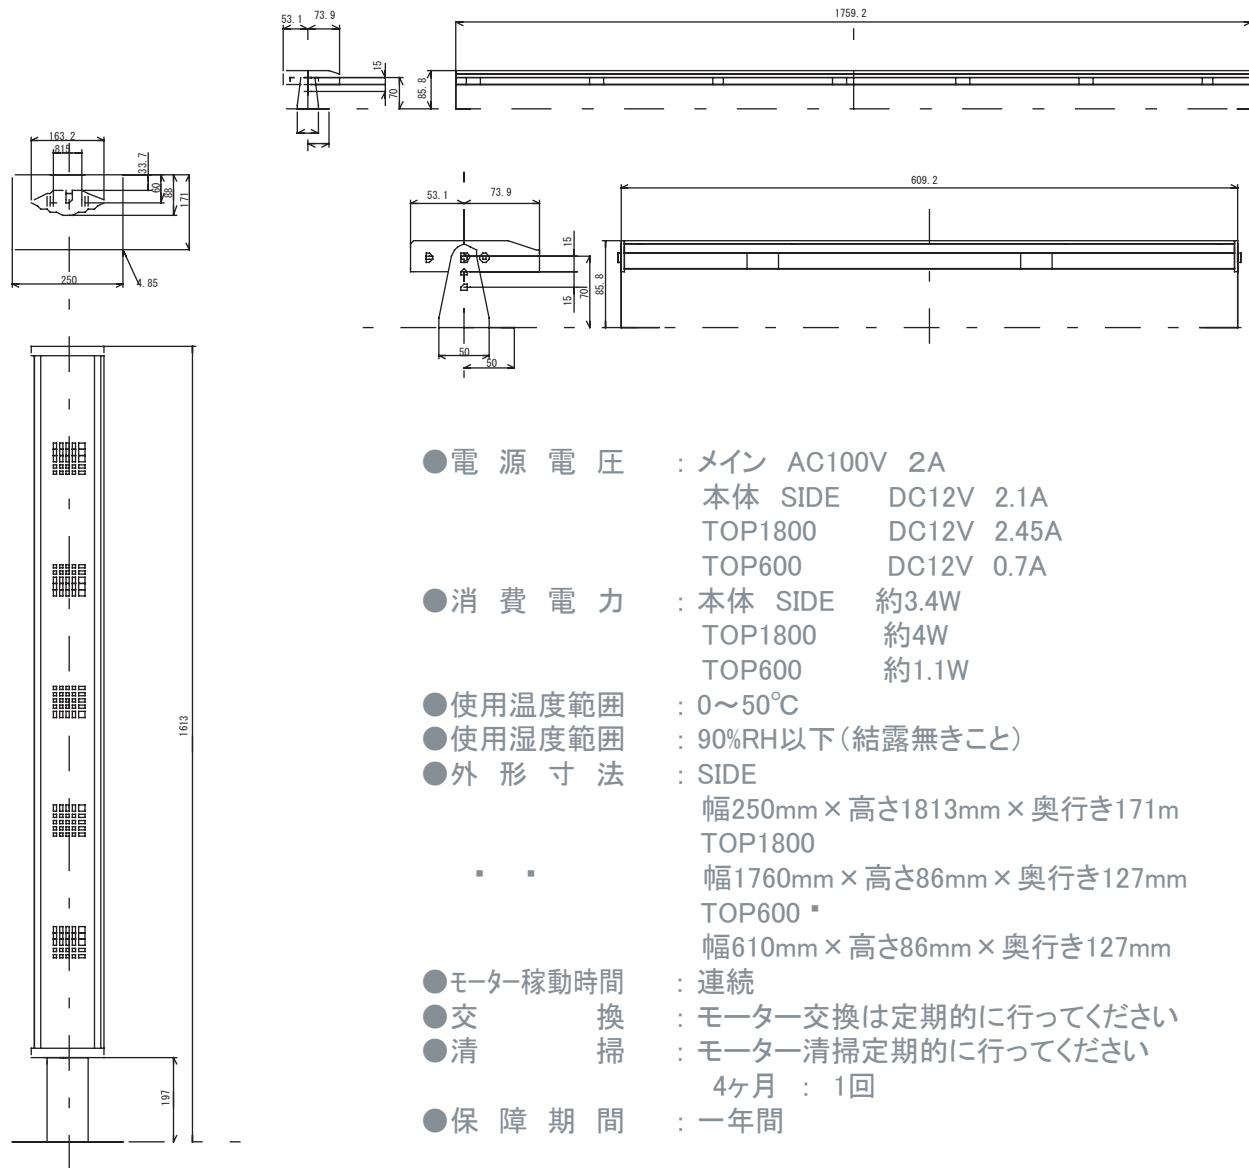 53.1 73.9
1759.2
15
70
85.8
163.2
815
33.7
60
88
171
250
4.85
53.1 73.9
609.2
15
70
15
85.8
50
50
1613
197
●電源電圧 : メイン AC100V 2A
本体 SIDE DC12V 2.1A
TOP1800 DC12V 2.45A
TOP600 DC12V 0.7A
●消費電力 : 本体 SIDE 約3.4W
TOP1800 約4W
TOP600 約1.1W
●使用温度範囲 : 0～50℃
●使用湿度範囲 : 90%RH以下(結露無きこと)
●外形寸法 : SIDE
幅250mm×高さ1813mm×奥行き171m
TOP1800
幅1760mm×高さ86mm×奥行き127mm
TOP600
幅610mm×高さ86mm×奥行き127mm
●モーター稼動時間 : 連続
●交換 : モーター交換は定期的に行ってください
●清掃 : モーター清掃定期的に行ってください
4ヶ月 : 1回
●保障期間 : 一年間